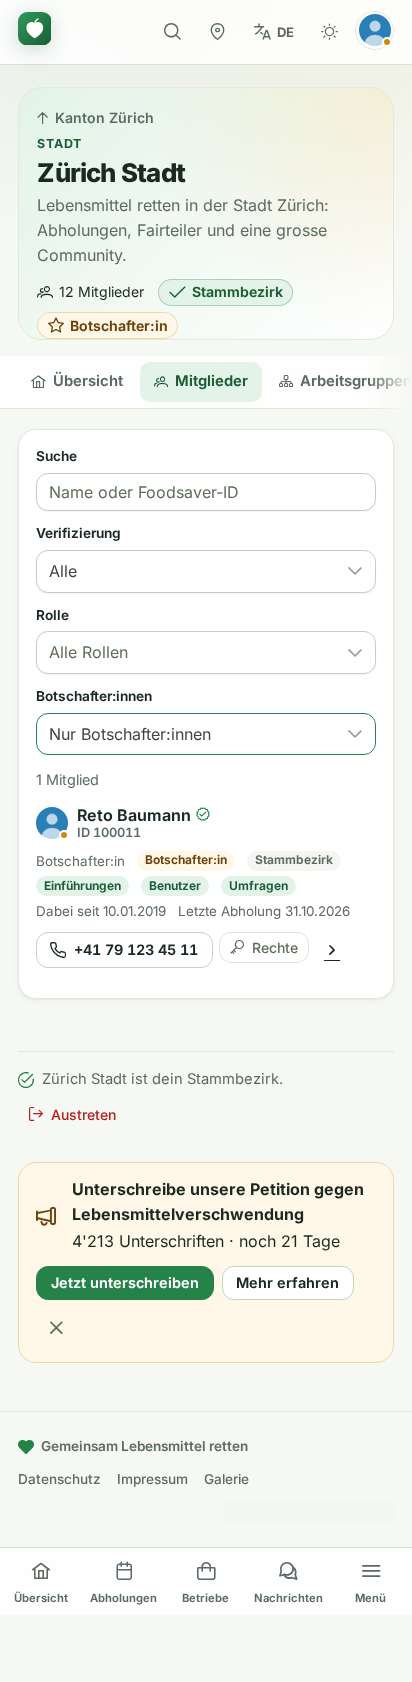 DE
Kanton Zürich
STADT
Zürich Stadt
Lebensmittel retten in der Stadt Zürich:
Abholungen, Fairteiler und eine grosse
Community.
12 Mitglieder Stammbezirk
Botschafter:in
Übersicht Mitglieder Arbeitsgruppen
Suche
Name oder Foodsaver-ID
Verifizierung
Alle
Rolle
Alle Rollen
Botschafter:innen
Nur Botschafter:innen
1 Mitglied
Reto Baumann
ID 100011
Botschafter:in Botschafter:in Stammbezirk
Einführungen Benutzer Umfragen
Dabei seit 10.01.2019 Letzte Abholung 31.10.2026
+41 79 123 45 11 Rechte
Zürich Stadt ist dein Stammbezirk.
Austreten
Unterschreibe unsere Petition gegen
Lebensmittelverschwendung
4'213 Unterschriften · noch 21 Tage
Jetzt unterschreiben Mehr erfahren
Gemeinsam Lebensmittel retten
Datenschutz Impressum Galerie
Übersicht Abholungen Betriebe Nachrichten Menü